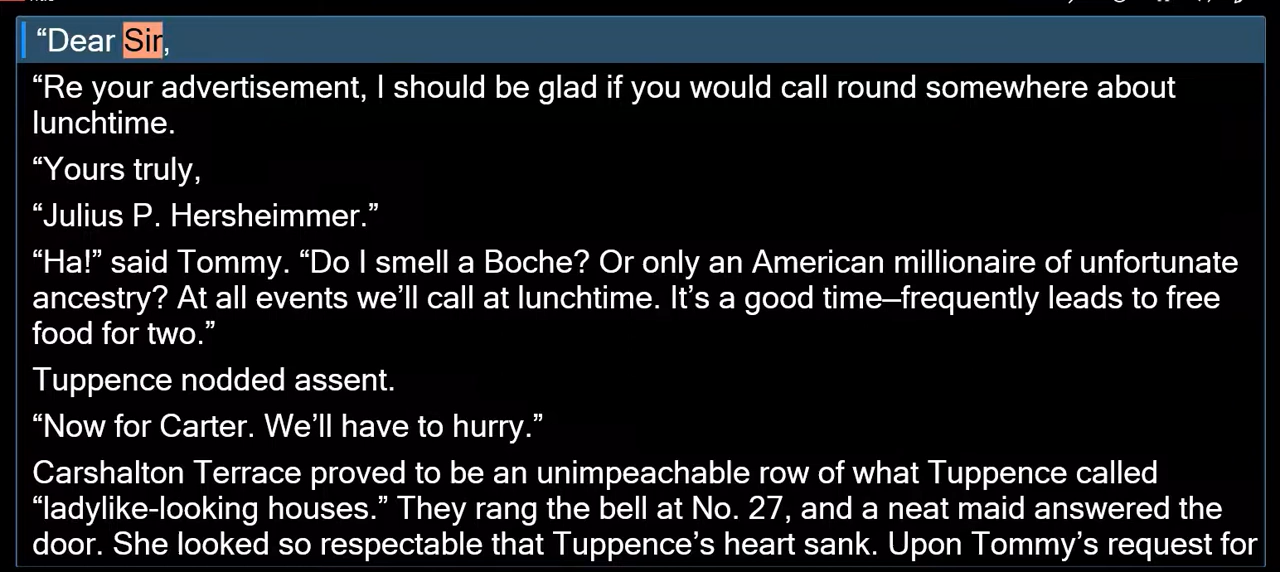 “Dear Sir,
“Re your advertisement, I should be glad if you would call round somewhere about
lunchtime.
“Yours truly,
“Julius P. Hersheimmer.”
“Ha!” said Tommy. “Do I smell a Boche? Or only an American millionaire of unfortunate
ancestry? At all events we’ll call at lunchtime. It’s a good time—frequently leads to free
food for two.”
Tuppence nodded assent.
“Now for Carter. We’ll have to hurry.”
Carshalton Terrace proved to be an unimpeachable row of what Tuppence called
“ladylike-looking houses.” They rang the bell at No. 27, and a neat maid answered the
door. She looked so respectable that Tuppence’s heart sank. Upon Tommy’s request for